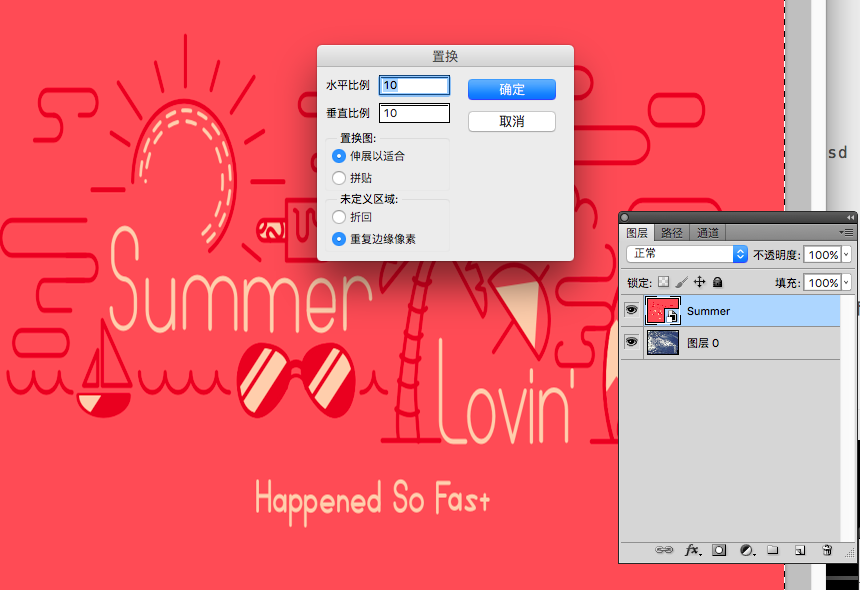 置换
水平比例
10
确定
垂直比例
10
取消
置换图:
伸展以适合
拼贴
未定义区域:
折回
重复边缘像素
sd
图层
路径
通道
正常
不透明度:
100%
锁定:
填充:
100%
Summer
图层 0
Summer
Lovin'
Happened So Fast
fx